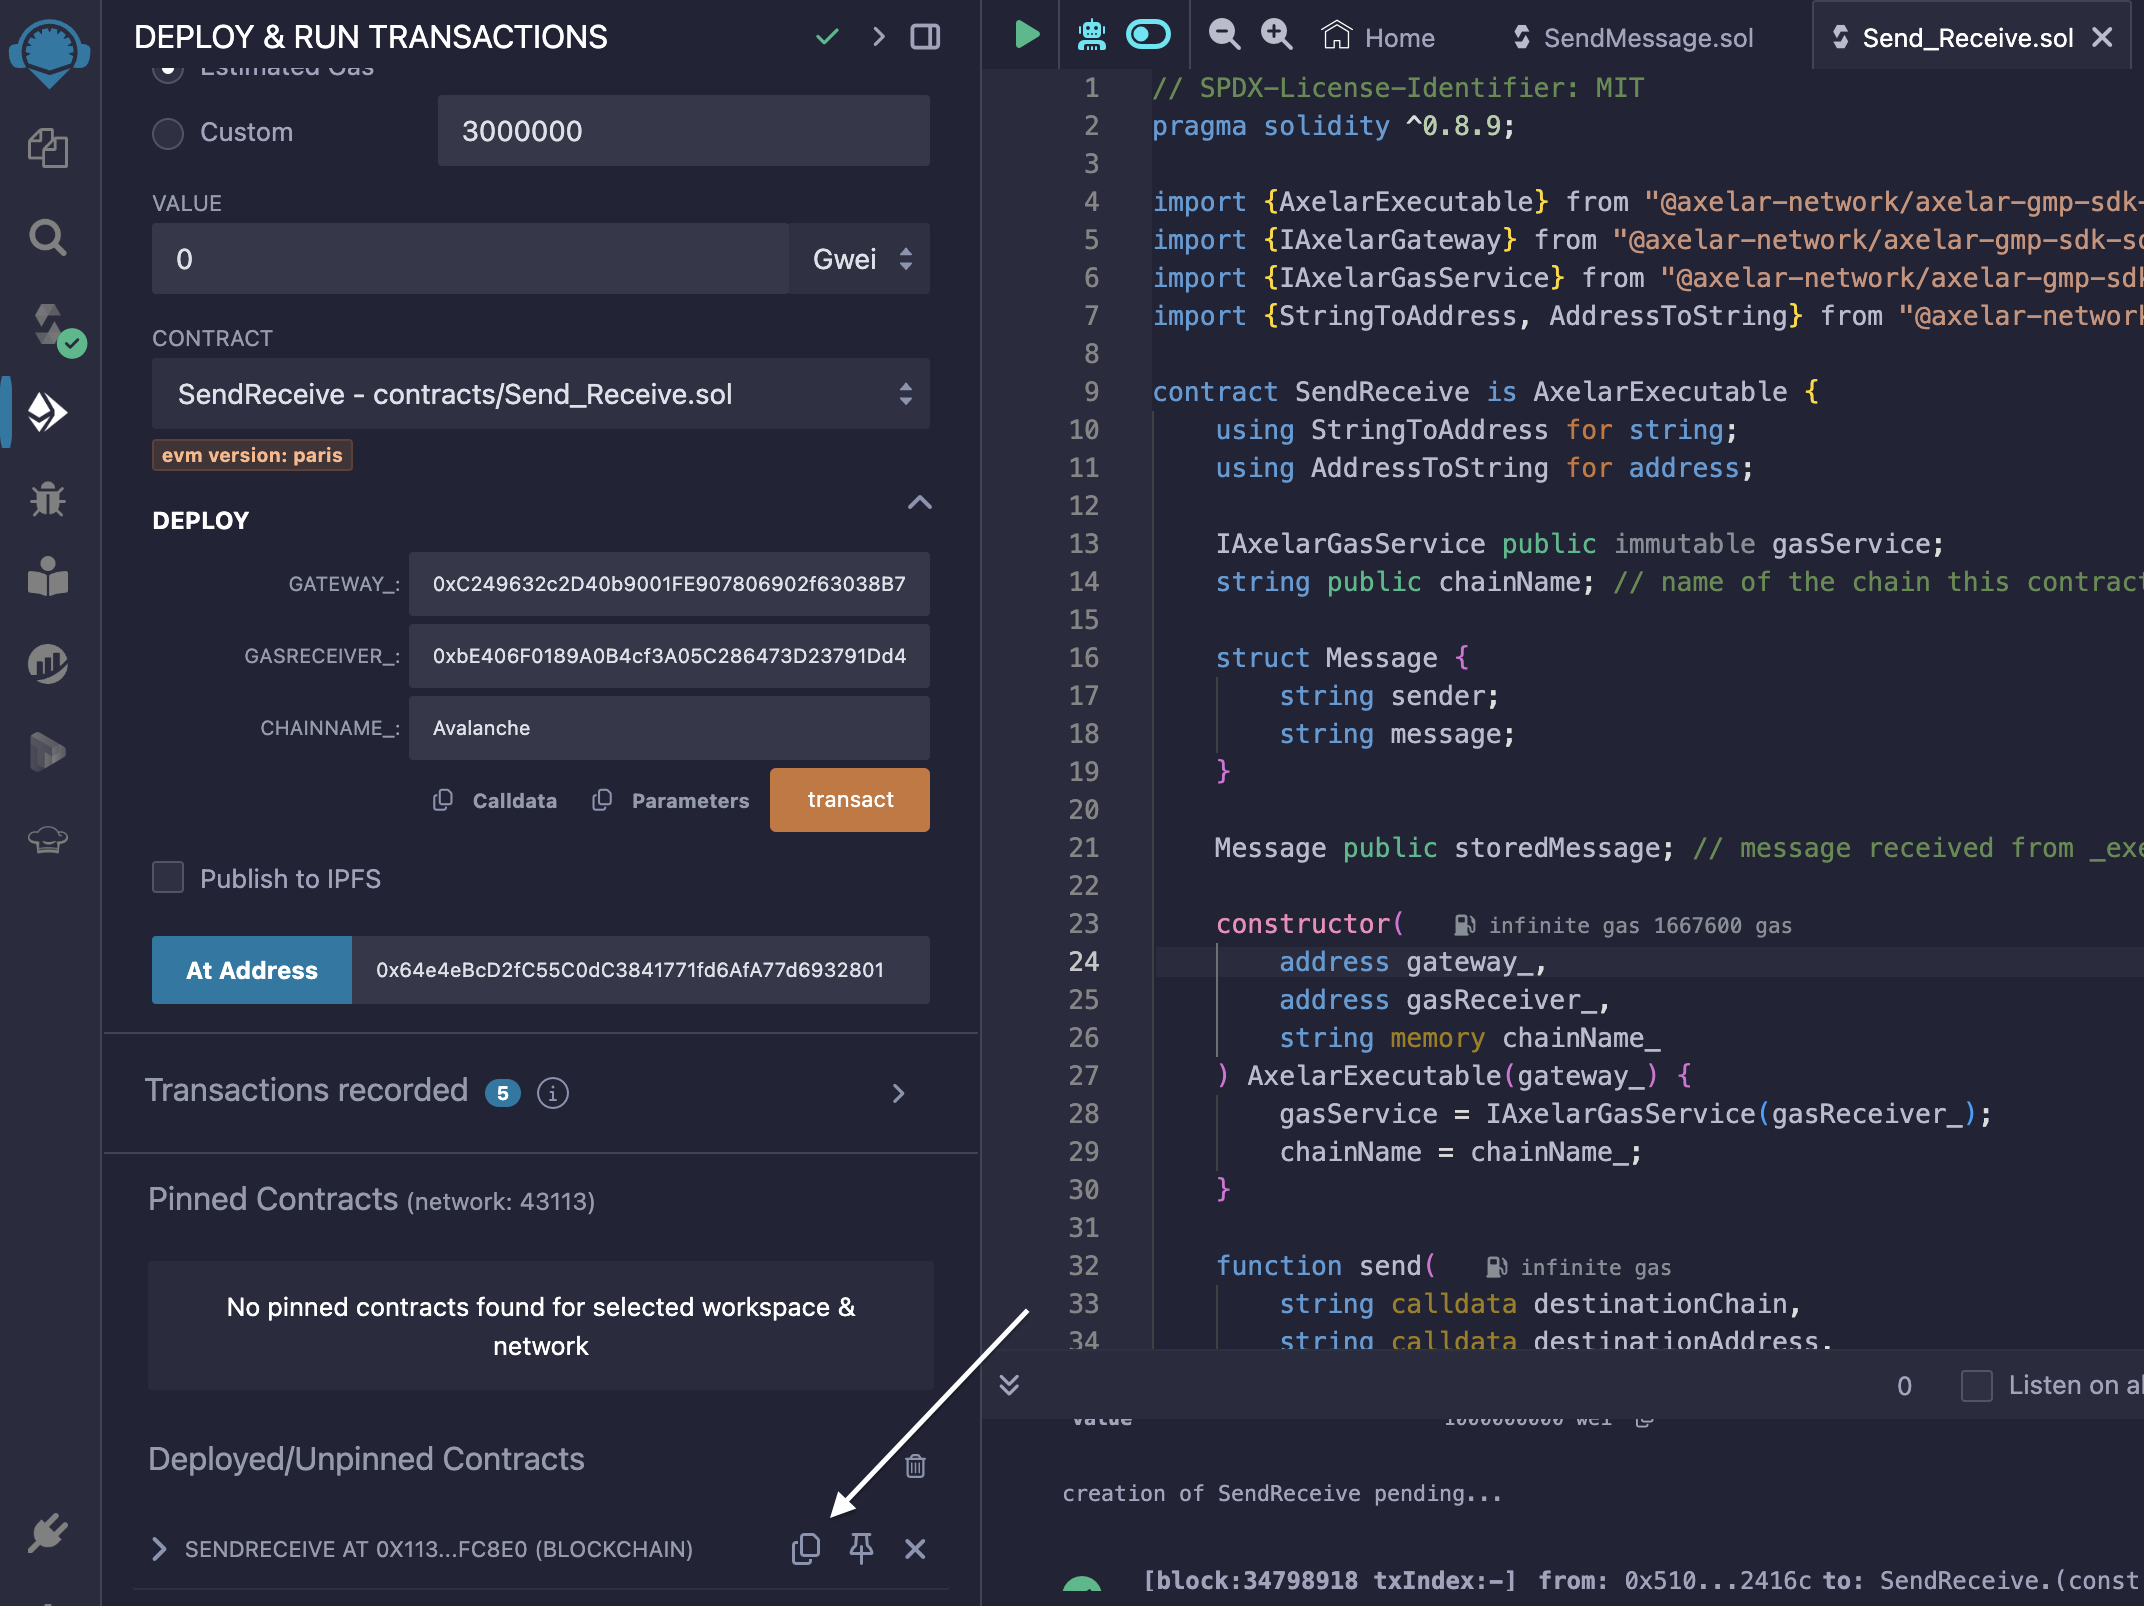 DEPLOY & RUN TRANSACTIONS
Estimated Gas
Custom
3000000
VALUE
0
Gwei
CONTRACT
SendReceive - contracts/Send_Receive.sol
evm version: paris
DEPLOY
GATEWAY_:
0xC249632c2D40b9001FE907806902f63038B7
GASRECEIVER_:
0xbE406F0189A0B4cf3A05C286473D23791Dd4
CHAINNAME_:
Avalanche
Calldata
Parameters
transact
Publish to IPFS
At Address
0x64e4eBcD2fC55C0dC3841771fd6AfA77d6932801
Transactions recorded 5 i
Pinned Contracts (network: 43113)
No pinned contracts found for selected workspace &
network
Deployed/Unpinned Contracts
SENDRECEIVE AT 0X113...FC8E0 (BLOCKCHAIN)
Home
SendMessage.sol
Send_Receive.sol
1 // SPDX-License-Identifier: MIT
2 pragma solidity ^0.8.9;
3
4 import {AxelarExecutable} from "@axelar-network/axelar-gmp-sdk-
5 import {IAxelarGateway} from "@axelar-network/axelar-gmp-sdk-so
6 import {IAxelarGasService} from "@axelar-network/axelar-gmp-sdk
7 import {StringToAddress, AddressToString} from "@axelar-network
8
9 contract SendReceive is AxelarExecutable {
10 using StringToAddress for string;
11 using AddressToString for address;
12
13 IAxelarGasService public immutable gasService;
14 string public chainName; // name of the chain this contract
15
16 struct Message {
17 string sender;
18 string message;
19 }
20
21 Message public storedMessage; // message received from _exe
22
23 constructor( infinite gas 1667600 gas
24 address gateway_,
25 address gasReceiver_,
26 string memory chainName_
27 ) AxelarExecutable(gateway_) {
28 gasService = IAxelarGasService(gasReceiver_);
29 chainName = chainName_;
30 }
31
32 function send( infinite gas
33 string calldata destinationChain,
34 string calldata destinationAddress,
0
Listen on al
value 1000000000 wei
creation of SendReceive pending...
[block:34798918 txIndex:-] from: 0x510...2416c to: SendReceive.(const